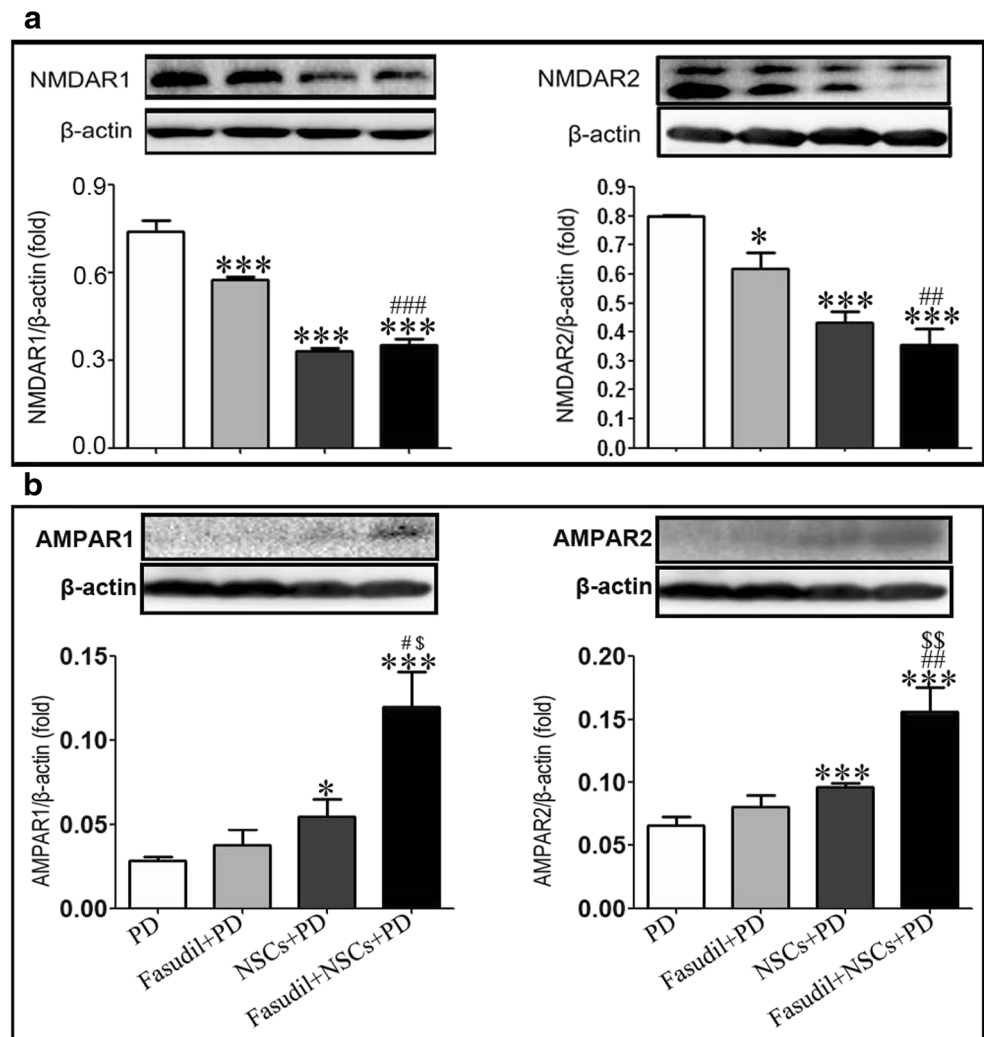 a
NMDAR1
β-actin
NMDAR1/β-actin (fold)
0.9
0.6
0.3
0.0
***
***
###
***
NMDAR2
β-actin
NMDAR2/β-actin (fold)
0.9
0.8
0.7
0.6
0.5
0.4
0.3
0.2
0.1
0.0
*
***
##
***
b
AMPAR1
β-actin
AMPAR1/β-actin (fold)
0.15
0.10
0.05
0.00
*
# $
***
PD
Fasudil+PD
NSCs+PD
Fasudil+NSCs+PD
AMPAR2
β-actin
AMPAR2/β-actin (fold)
0.20
0.15
0.10
0.05
0.00
***
$$
##
***
PD
Fasudil+PD
NSCs+PD
Fasudil+NSCs+PD